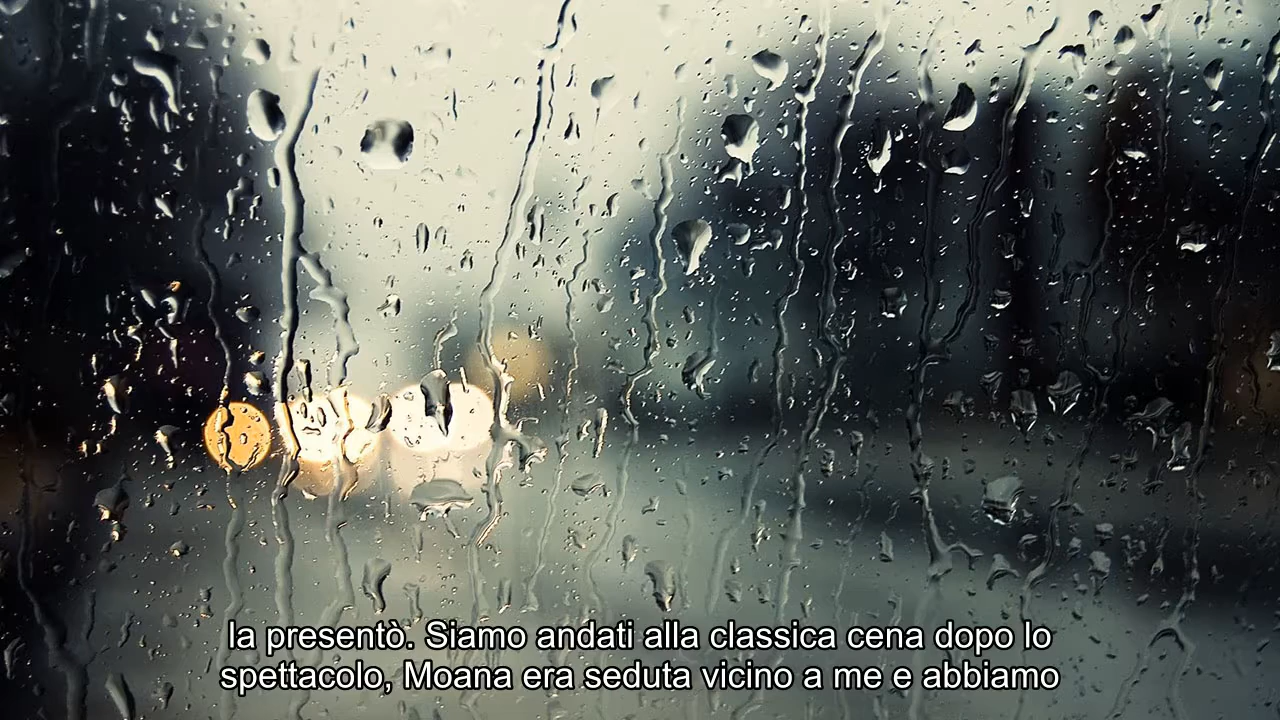 la presentò. Siamo andati alla classica cena dopo lo
spettacolo, Moana era seduta vicino a me e abbiamo